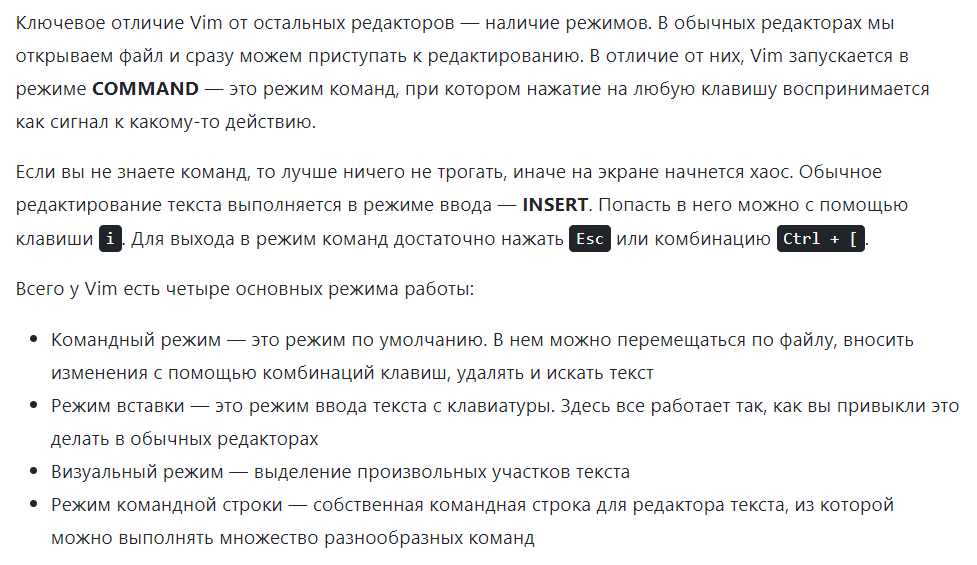 Ключевое отличие Vim от остальных редакторов — наличие режимов. В обычных редакторах мы
открываем файл и сразу можем приступать к редактированию. В отличие от них, Vim запускается в
режиме COMMAND — это режим команд, при котором нажатие на любую клавишу воспринимается
как сигнал к какому-то действию.
Если вы не знаете команд, то лучше ничего не трогать, иначе на экране начнется хаос. Обычное
редактирование текста выполняется в режиме ввода — INSERT. Попасть в него можно с помощью
клавиши i. Для выхода в режим команд достаточно нажать Esc или комбинацию Ctrl + [.
Всего у Vim есть четыре основных режима работы:
• Командный режим — это режим по умолчанию. В нем можно перемещаться по файлу, вносить
изменения с помощью комбинаций клавиш, удалять и искать текст
• Режим вставки — это режим ввода текста с клавиатуры. Здесь все работает так, как вы привыкли это
делать в обычных редакторах
• Визуальный режим — выделение произвольных участков текста
• Режим командной строки — собственная командная строка для редактора текста, из которой
можно выполнять множество разнообразных команд